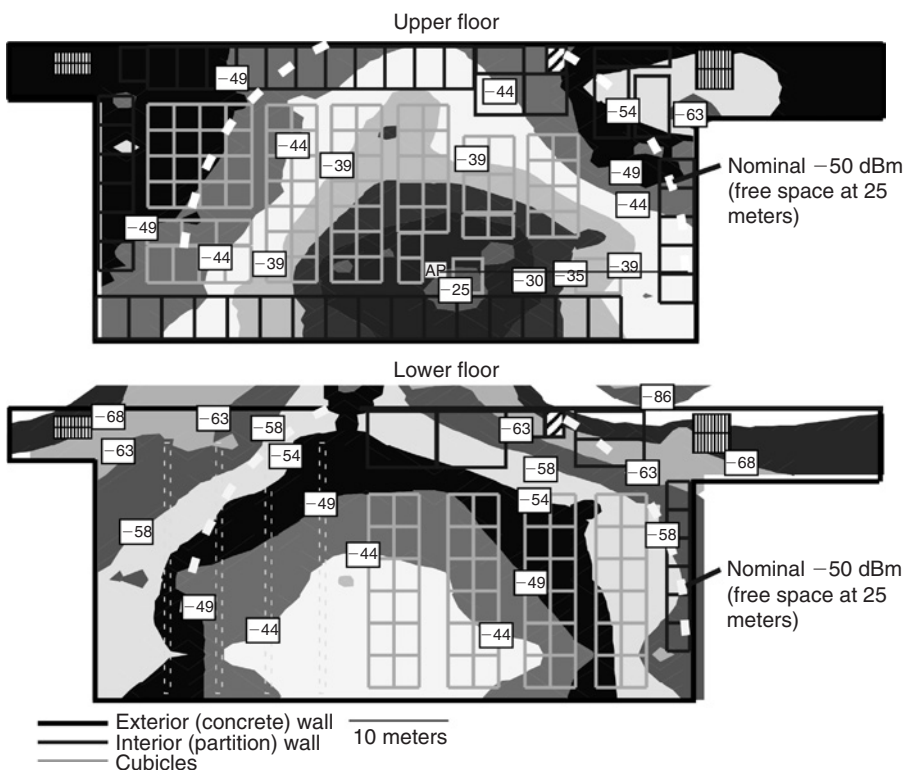 Upper floor
−49
−44
−54
−63
−44
−39
−39
−49
Nominal −50 dBm
(free space at 25
meters)
−44
−49
−44
−39
AP
−25
−30
−35
−39
Lower floor
−86
−68
−63
−58
−63
−63
−54
−58
−63
−68
−49
−54
−58
−58
−44
−49
Nominal −50 dBm
(free space at 25
meters)
−49
−44
−44
Exterior (concrete) wall
10 meters
Interior (partition) wall
Cubicles